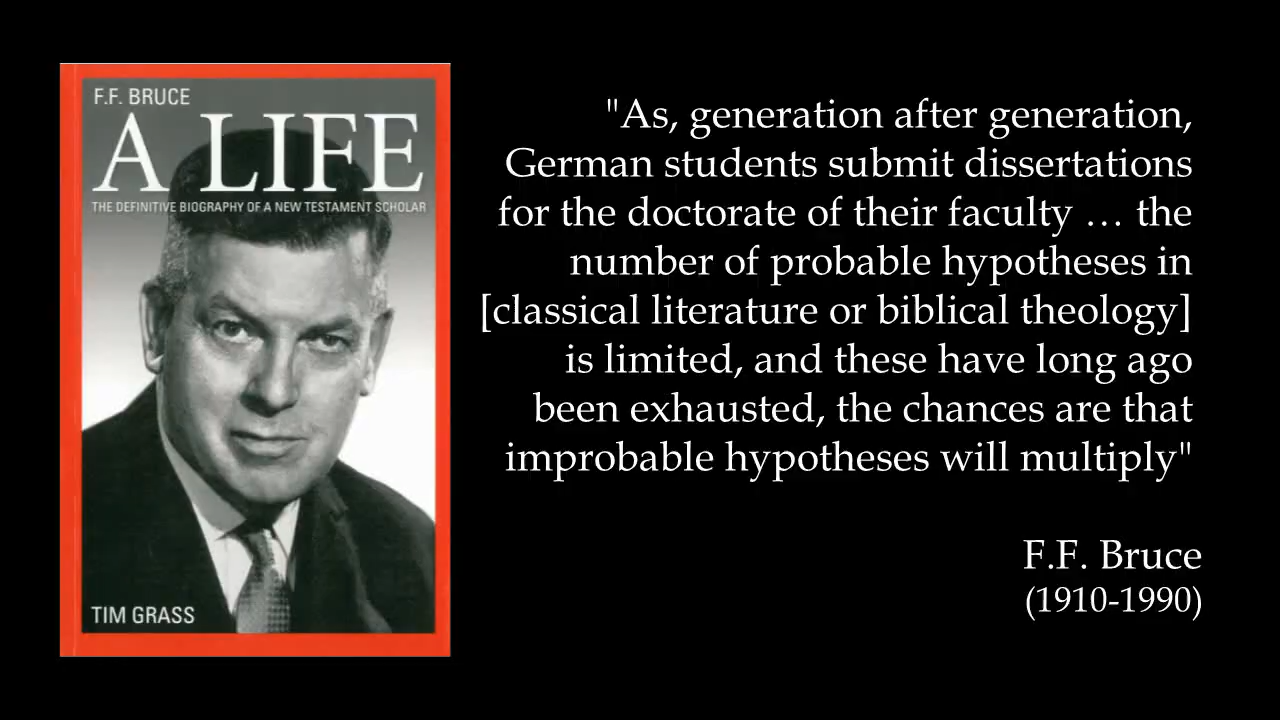 F.F. BRUCE
A LIFE
THE DEFINITIVE BIOGRAPHY OF A NEW TESTAMENT SCHOLAR
TIM GRASS
"As, generation after generation,
German students submit dissertations
for the doctorate of their faculty … the
number of probable hypotheses in
[classical literature or biblical theology]
is limited, and these have long ago
been exhausted, the chances are that
improbable hypotheses will multiply"
F.F. Bruce
(1910-1990)